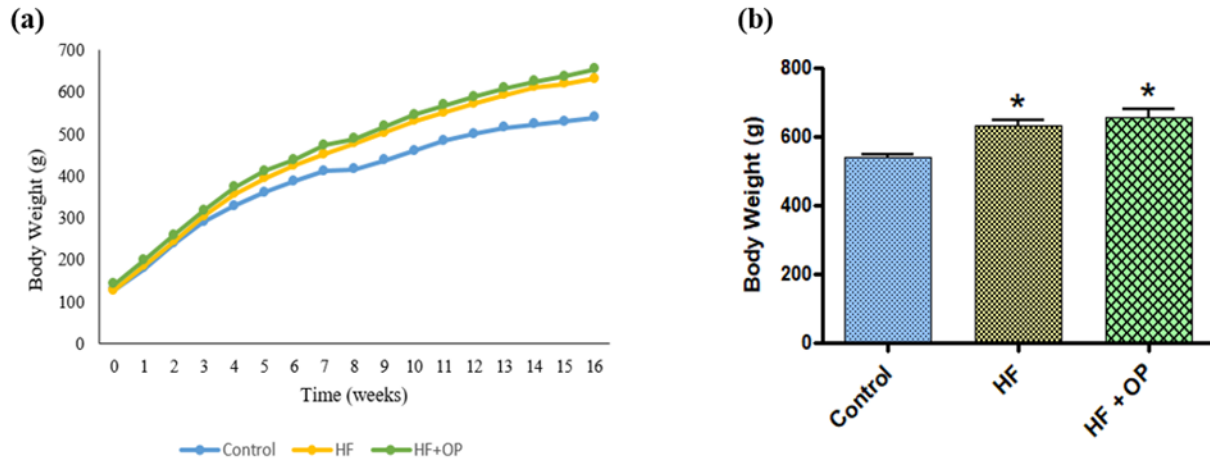 (a)
700
600
500
400
300
200
100
0
Body Weight (g)
0 1 2 3 4 5 6 7 8 9 10 11 12 13 14 15 16
Time (weeks)
Control HF HF+OP
(b)
800
600
400
200
0
Body Weight (g)
* *
Control HF HF +OP